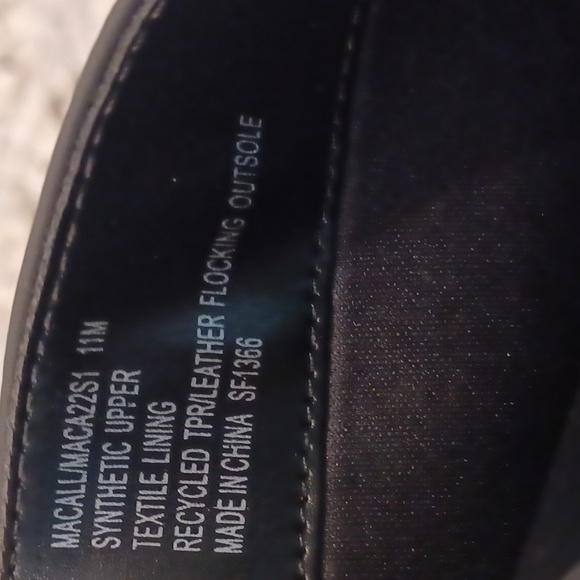 MACALL/MACA22S1 11M
SYNTHETIC UPPER
TEXTILE LINING
RECYCLED TPR/LEATHER FLOCKING OUTSOLE
MADE IN CHINA SF1366